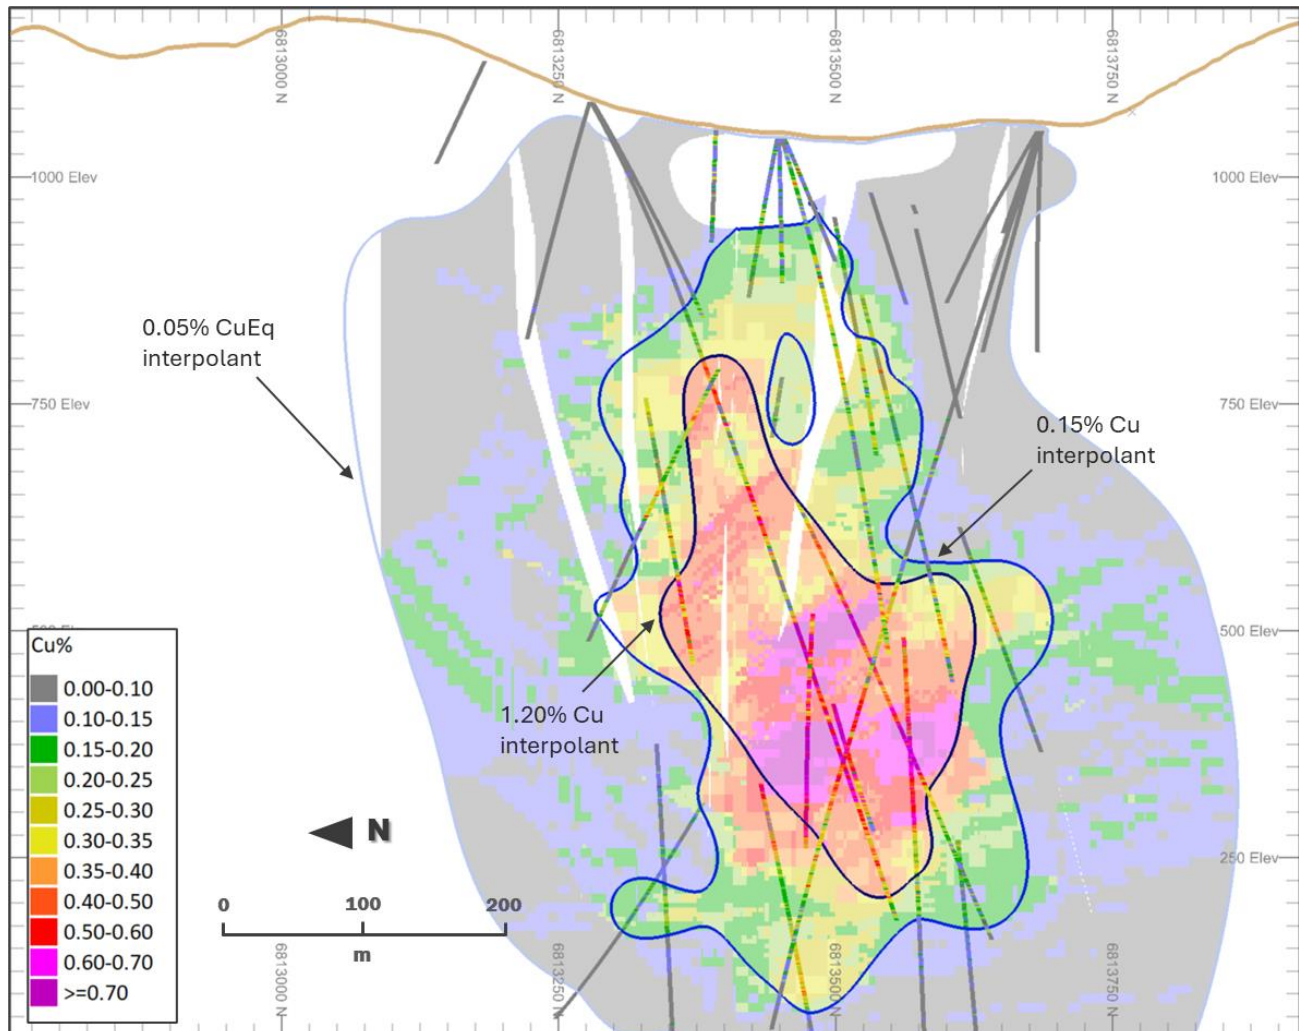 6813000 N
6813250 N
6813500 N
6813750 N
1000 Elev
1000 Elev
750 Elev
750 Elev
0.05% CuEq
interpolant
0.15% Cu
interpolant
500 Elev
1.20% Cu
interpolant
Cu%
0.00-0.10
0.10-0.15
0.15-0.20
0.20-0.25
0.25-0.30
0.30-0.35
0.35-0.40
0.40-0.50
0.50-0.60
0.60-0.70
>=0.70
N
250 Elev
0 100 200
m
6813000 N
6813250 N
6813500 N
6813750 N